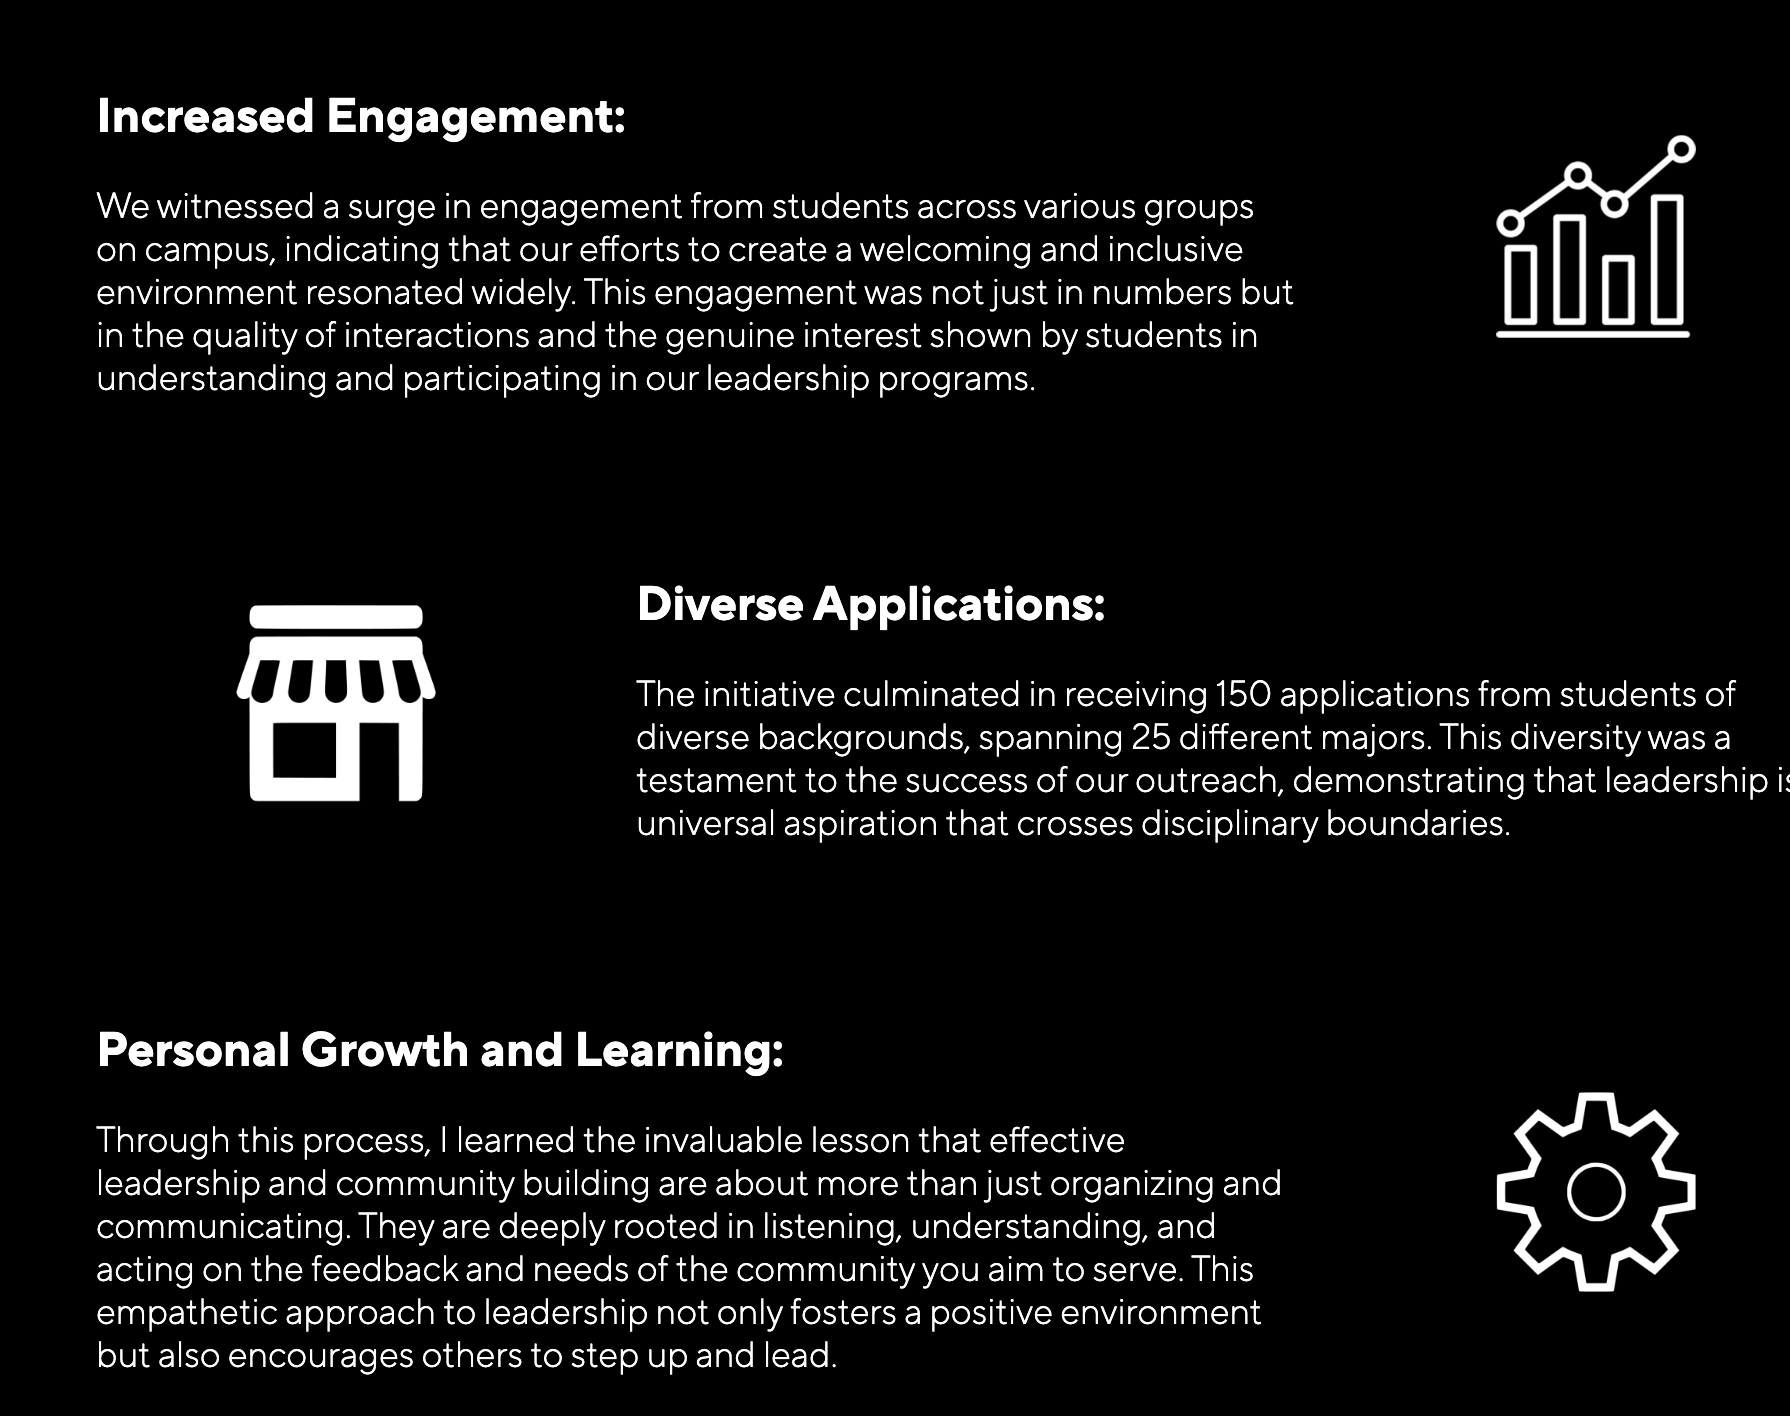 Increased Engagement:
We witnessed a surge in engagement from students across various groups
on campus, indicating that our efforts to create a welcoming and inclusive
environment resonated widely. This engagement was not just in numbers but
in the quality of interactions and the genuine interest shown by students in
understanding and participating in our leadership programs.
Diverse Applications:
The initiative culminated in receiving 150 applications from students of
diverse backgrounds, spanning 25 different majors. This diversity was a
testament to the success of our outreach, demonstrating that leadership is
universal aspiration that crosses disciplinary boundaries.
Personal Growth and Learning:
Through this process, I learned the invaluable lesson that effective
leadership and community building are about more than just organizing and
communicating. They are deeply rooted in listening, understanding, and
acting on the feedback and needs of the community you aim to serve. This
empathetic approach to leadership not only fosters a positive environment
but also encourages others to step up and lead.